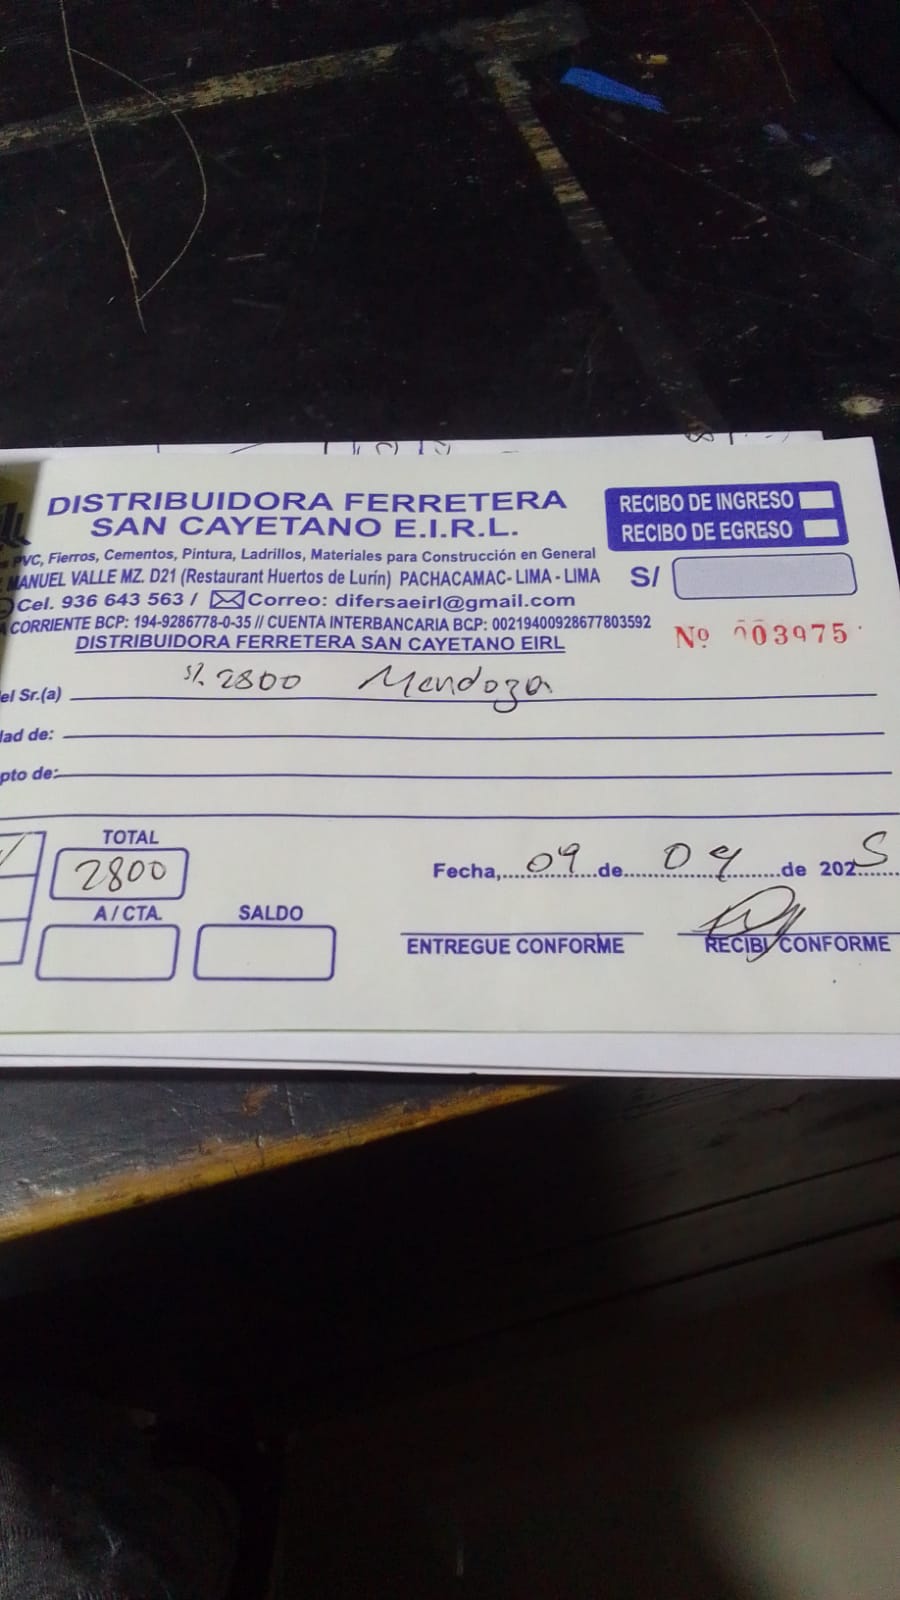 DISTRIBUIDORA FERRETERA
SAN CAYETANO E.I.R.L.
RECIBO DE INGRESO
RECIBO DE EGRESO
PVC, Fierros, Cementos, Pintura, Ladrillos, Materiales para Construcción en General
MANUEL VALLE MZ. D21 (Restaurant Huertos de Lurín) PACHACAMAC- LIMA - LIMA
S/
Cel. 936 643 563 / Correo: difersaeirl@gmail.com
CORRIENTE BCP: 194-9286778-0-35 // CUENTA INTERBANCARIA BCP: 00219400928677803592
DISTRIBUIDORA FERRETERA SAN CAYETANO EIRL
Nº 003975
el Sr.(a) S/. 2800 Mendoza
dad de:
pto de:
TOTAL
2800
Fecha, 09 de 04 de 2025
A / CTA.
SALDO
ENTREGUE CONFORME
RECIBI CONFORME